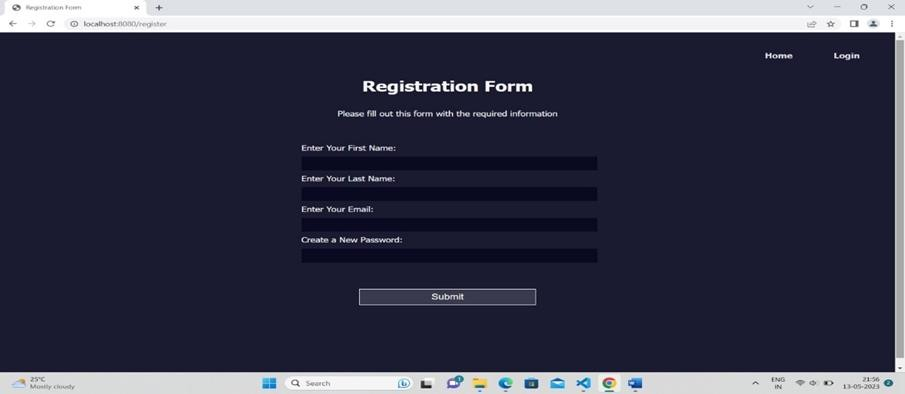 Registration Form
localhost:8080/register
Home Login
Registration Form
Please fill out this form with the required information
Enter Your First Name:
Enter Your Last Name:
Enter Your Email:
Create a New Password:
Submit
25°C
Mostly cloudy
Search
1
ENG
IN
21:56
13-05-2023
2